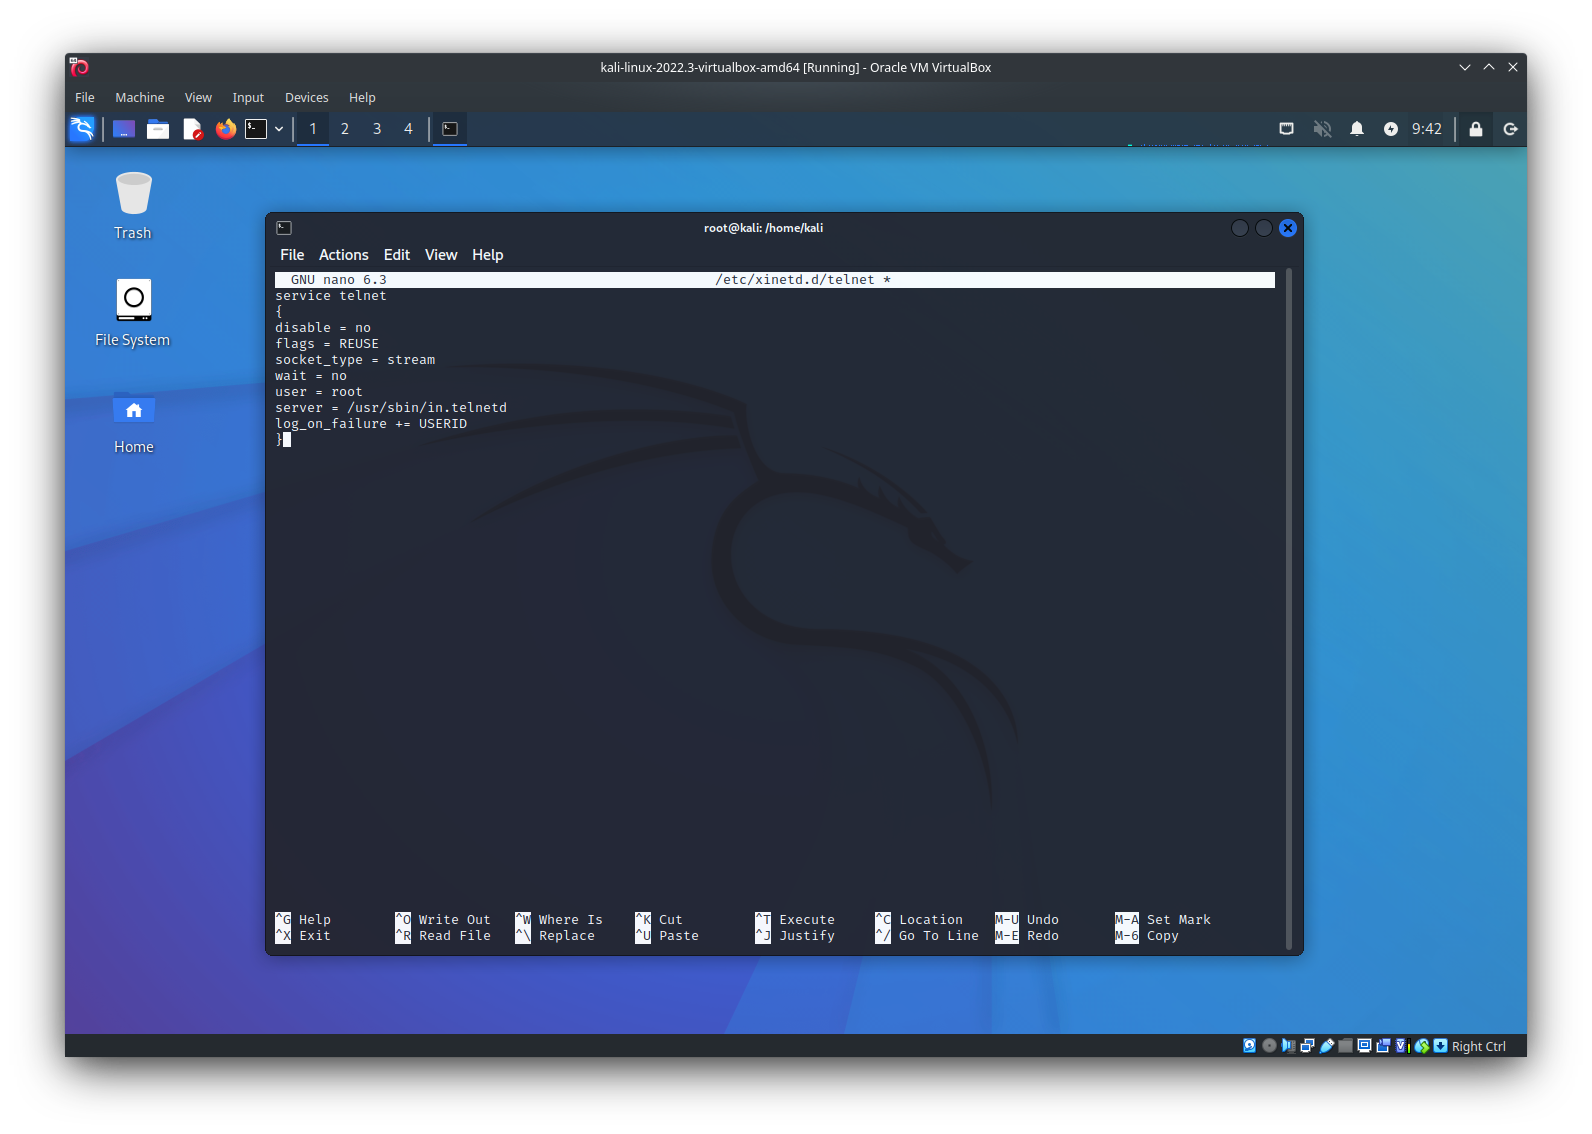 kali-linux-2022.3-virtualbox-amd64 [Running] - Oracle VM VirtualBox
File Machine View Input Devices Help
1 2 3 4 9:42
Trash
File System
Home
root@kali: /home/kali
File Actions Edit View Help
GNU nano 6.3 /etc/xinetd.d/telnet *
service telnet
{
disable = no
flags = REUSE
socket_type = stream
wait = no
user = root
server = /usr/sbin/in.telnetd
log_on_failure += USERID
}
^G Help ^O Write Out ^W Where Is ^K Cut ^T Execute ^C Location M-U Undo M-A Set Mark
^X Exit ^R Read File ^\ Replace ^U Paste ^J Justify ^/ Go To Line M-E Redo M-6 Copy
Right Ctrl